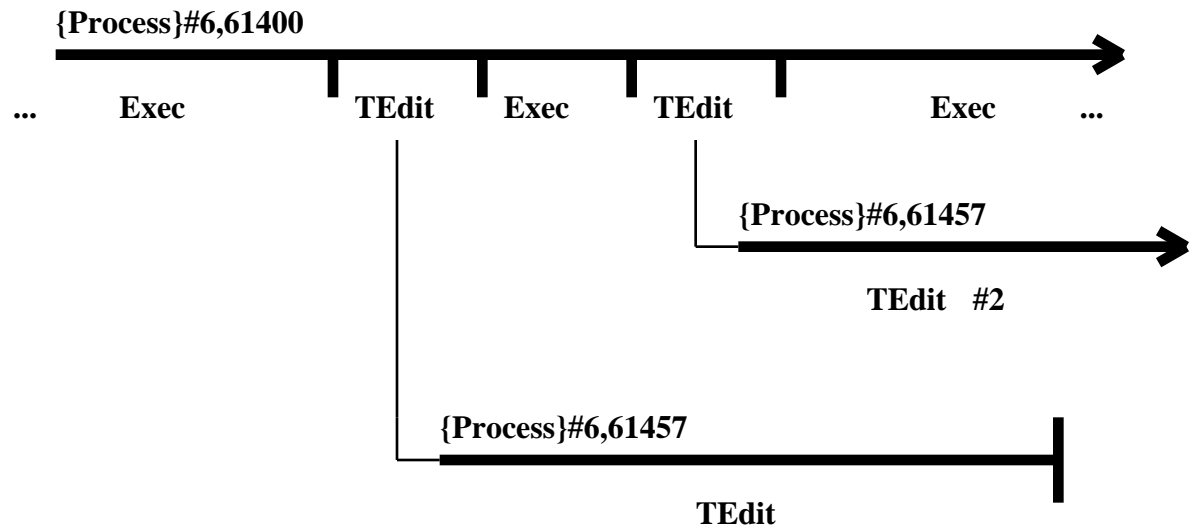 {Process}#6,61400
... Exec TEdit Exec TEdit Exec ...
{Process}#6,61457
TEdit #2
{Process}#6,61457
TEdit